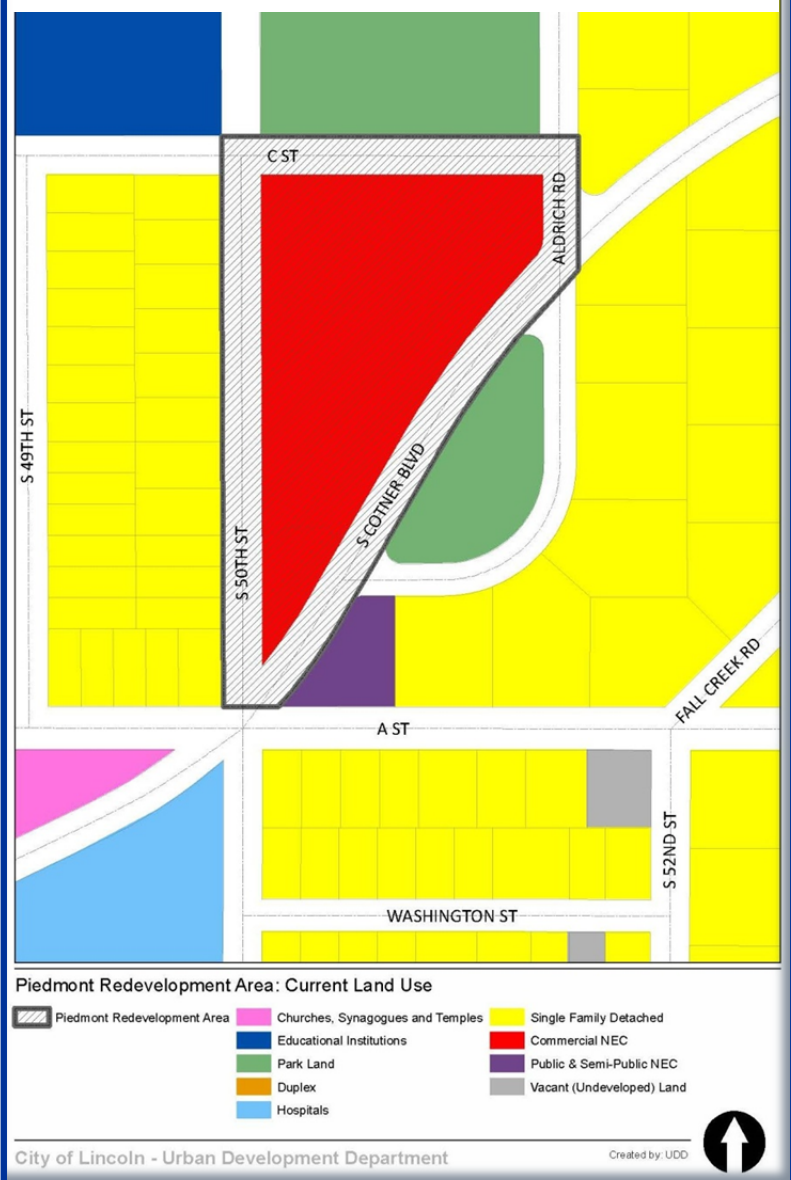 C ST
ALDRICH RD
S 49TH ST
S COTNER BLVD
S 50TH ST
FALL CREEK RD
A ST
S 52ND ST
WASHINGTON ST
Piedmont Redevelopment Area: Current Land Use
Piedmont Redevelopment Area
Churches, Synagogues and Temples
Educational Institutions
Park Land
Duplex
Hospitals
Single Family Detached
Commercial NEC
Public & Semi-Public NEC
Vacant (Undeveloped) Land
City of Lincoln - Urban Development Department
Created by: UDD